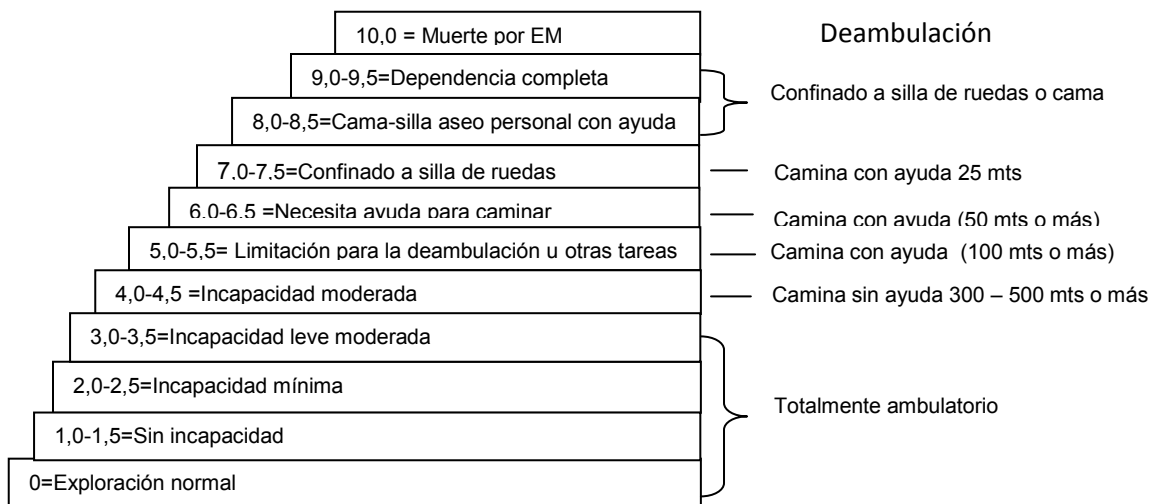 10,0 = Muerte por EM
Deambulación
9,0-9,5=Dependencia completa
Confinado a silla de ruedas o cama
8,0-8,5=Cama-silla aseo personal con ayuda
7,0-7,5=Confinado a silla de ruedas
Camina con ayuda 25 mts
6,0-6,5 =Necesita ayuda para caminar
Camina con ayuda (50 mts o más)
5,0-5,5= Limitación para la deambulación u otras tareas
Camina con ayuda (100 mts o más)
4,0-4,5 =Incapacidad moderada
Camina sin ayuda 300 – 500 mts o más
3,0-3,5=Incapacidad leve moderada
2,0-2,5=Incapacidad mínima
Totalmente ambulatorio
1,0-1,5=Sin incapacidad
0=Exploración normal